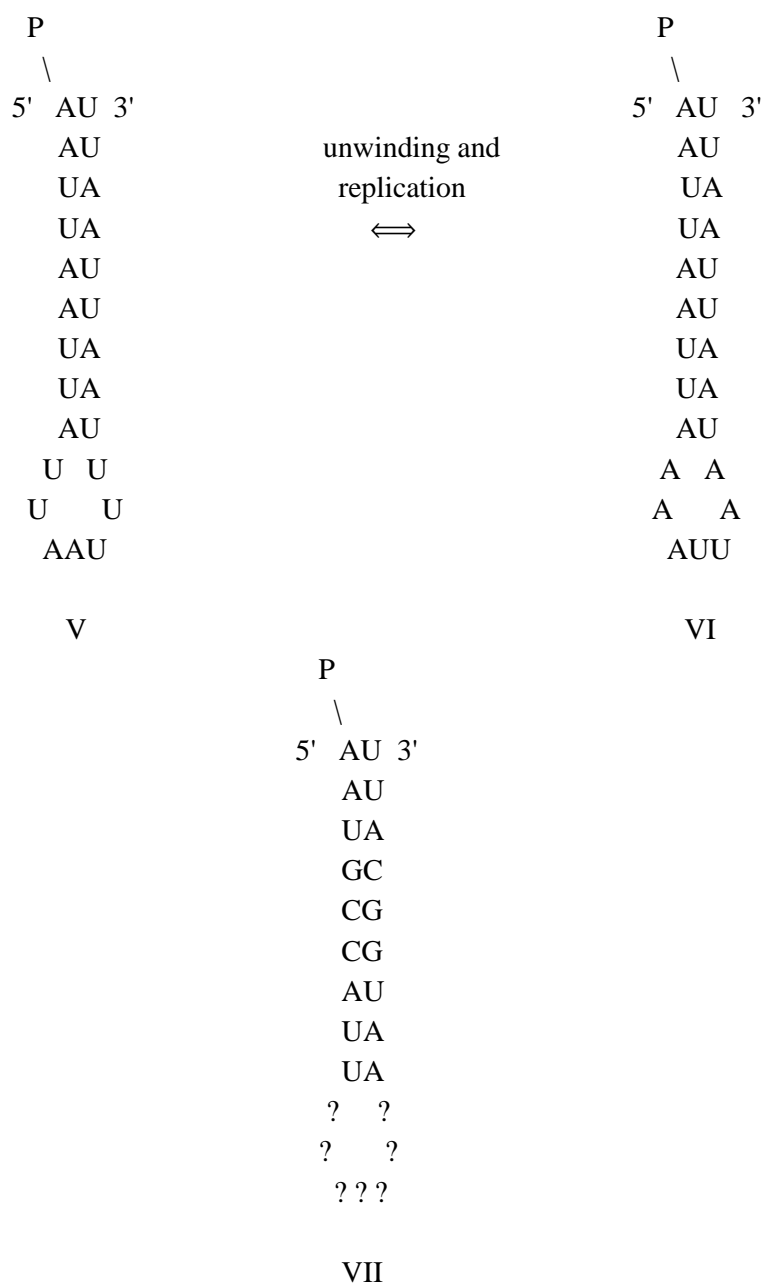 P P
\ \
5' AU 3' 5' AU 3'
AU unwinding and AU
UA replication UA
UA ⟺ UA
AU AU
AU AU
UA UA
UA UA
AU AU
U U A A
U U A A
AAU AUU
V VI
P
\
5' AU 3'
AU
UA
GC
CG
CG
AU
UA
UA
? ?
? ?
? ? ?
VII